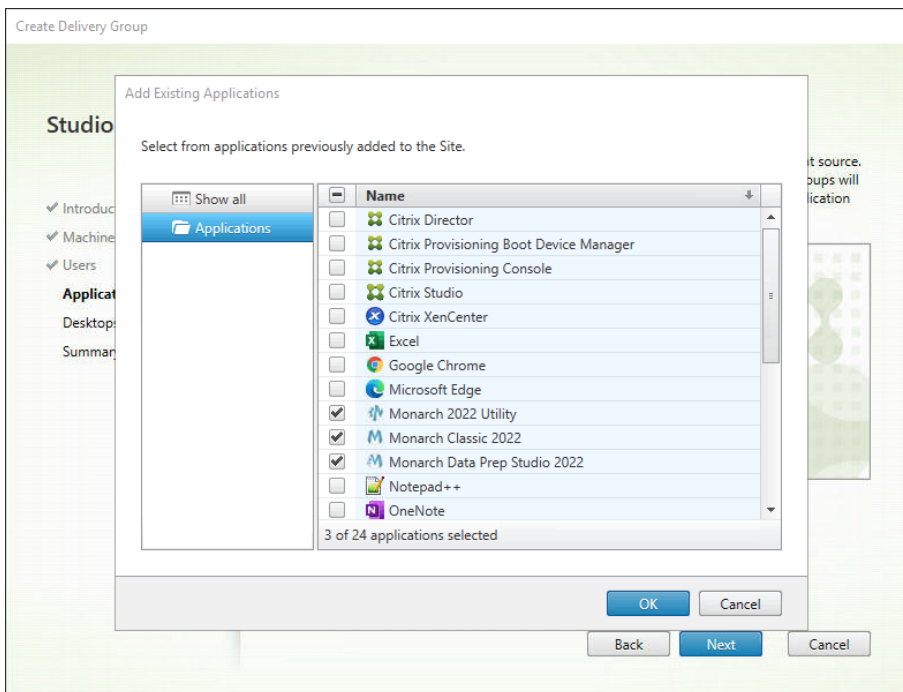 Create Delivery Group
Add Existing Applications
Studio
Select from applications previously added to the Site.
t source.
oups will
ication
Introduc
Machine
Users
Applicat
Desktops
Summar
Show all
Applications
Name
Citrix Director
Citrix Provisioning Boot Device Manager
Citrix Provisioning Console
Citrix Studio
Citrix XenCenter
Excel
Google Chrome
Microsoft Edge
Monarch 2022 Utility
Monarch Classic 2022
Monarch Data Prep Studio 2022
Notepad++
OneNote
3 of 24 applications selected
OK
Cancel
Back
Next
Cancel